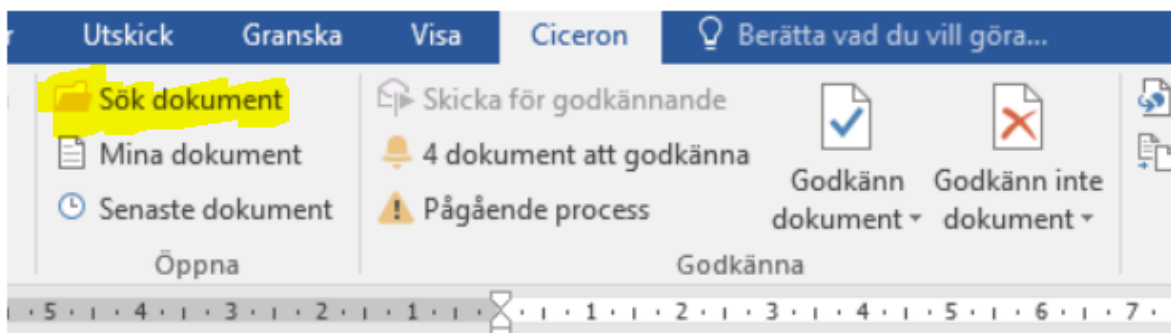 Utskick Granska Visa Ciceron Berätta vad du vill göra...
Sök dokument
Mina dokument
Senaste dokument
Öppna
Skicka för godkännande
4 dokument att godkänna
Pågående process
Godkänn
dokument
Godkänn inte
dokument
Godkänna
5 4 3 2 1 1 2 3 4 5 6 7